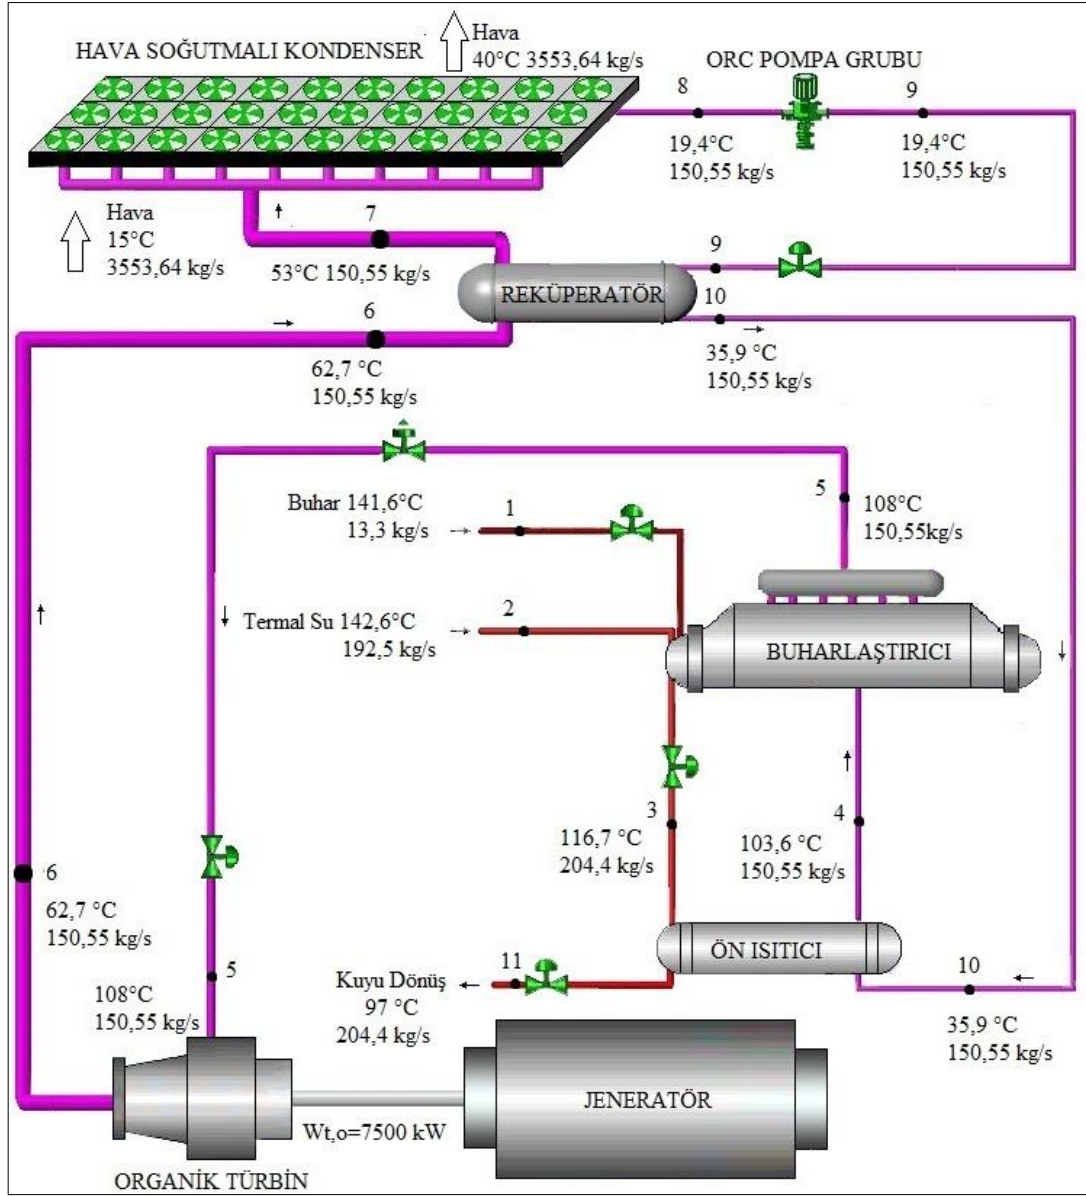 Hava
40°C 3553,64 kg/s
HAVA SOĞUTMALI KONDENSER
ORC POMPA GRUBU
8
9
19,4°C
150,55 kg/s
19,4°C
150,55 kg/s
Hava
15°C
3553,64 kg/s
7
53°C 150,55 kg/s
9
REKÜPERATÖR
10
6
62,7 °C
150,55 kg/s
35,9 °C
150,55 kg/s
5
108°C
150,55kg/s
Buhar 141,6°C
13,3 kg/s
1
Termal Su 142,6°C
192,5 kg/s
2
BUHARLAŞTIRICI
3
116,7 °C
204,4 kg/s
4
103,6 °C
150,55 kg/s
6
62,7 °C
150,55 kg/s
ÖN ISITICI
5
108°C
150,55 kg/s
11
Kuyu Dönüş
97 °C
204,4 kg/s
10
35,9 °C
150,55 kg/s
JENERATÖR
Wt,o=7500 kW
ORGANİK TÜRBİN